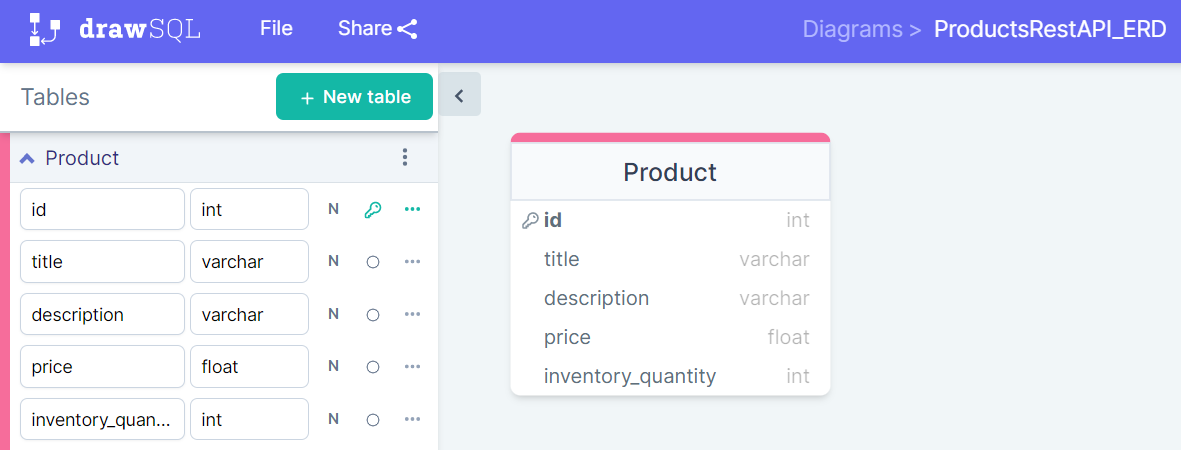 drawSQL File Share Diagrams > ProductsRestAPI_ERD
Tables + New table
Product
id int N
title varchar N
description varchar N
price float N
inventory_quan... int N
Product
id int
title varchar
description varchar
price float
inventory_quantity int